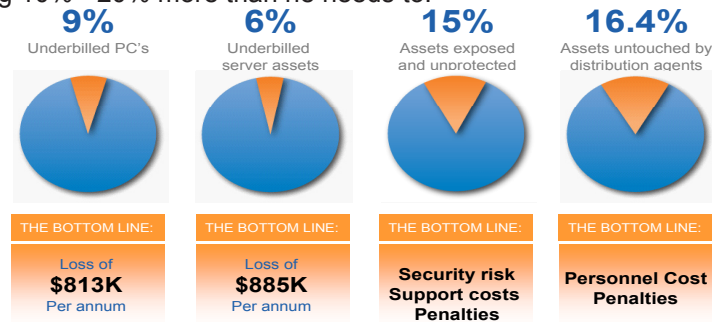 9%
Underbilled PC's
6%
Underbilled
server assets
15%
Assets exposed
and unprotected
16.4%
Assets untouched by
distribution agents
THE BOTTOM LINE:
Loss of
$813K
Per annum
THE BOTTOM LINE:
Loss of
$885K
Per annum
THE BOTTOM LINE:
Security risk
Support costs
Penalties
THE BOTTOM LINE:
Personnel Cost
Penalties